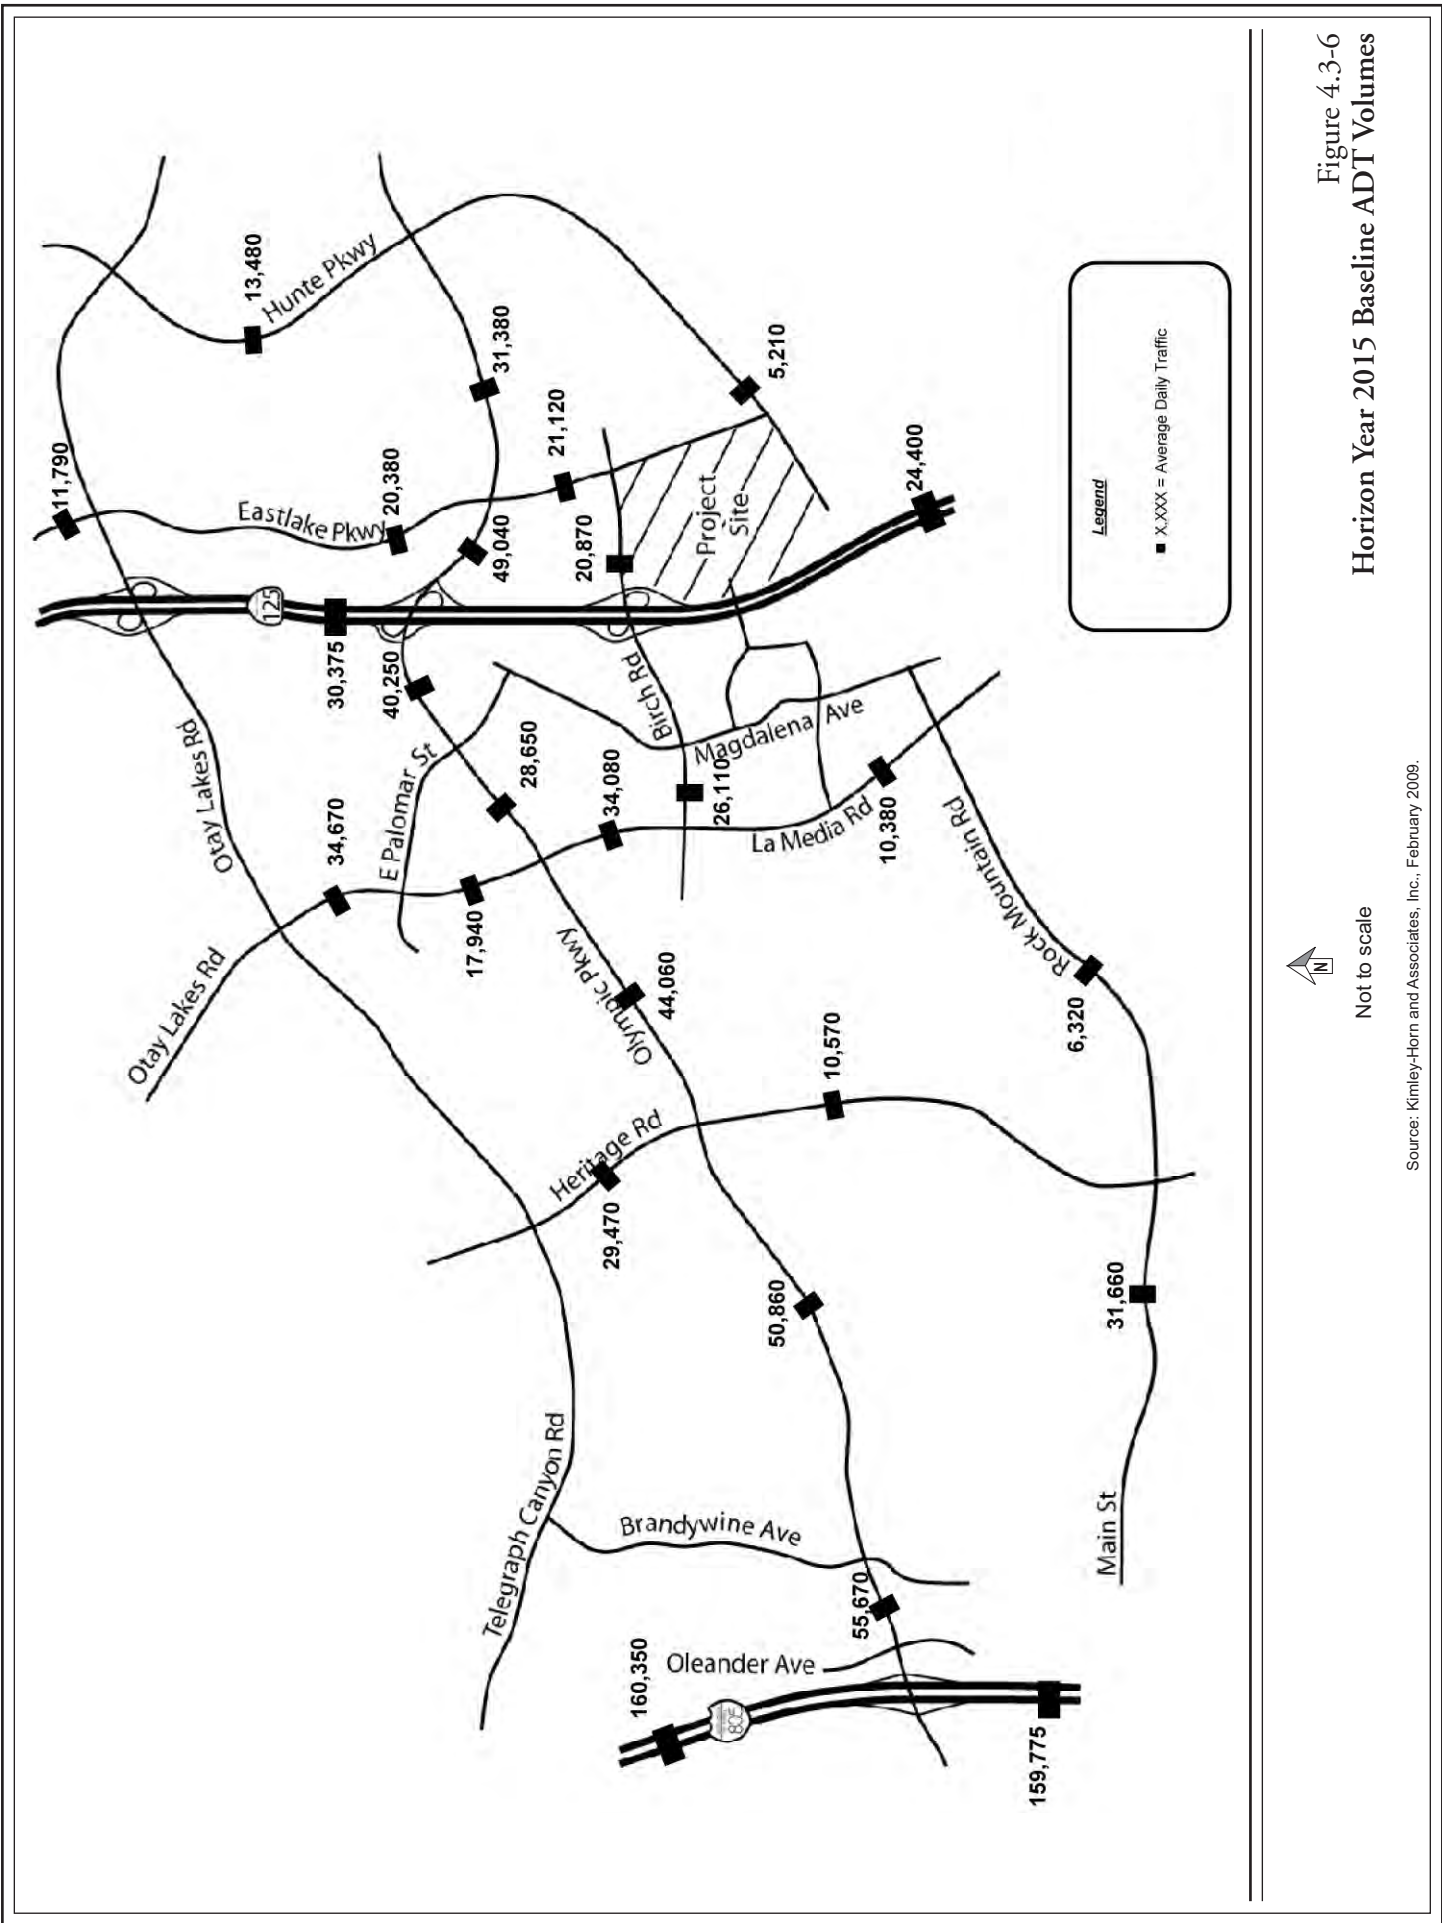 160,350
Oleander Ave
805
159,775
55,670
Telegraph Canyon Rd
Brandywine Ave
Main St
50,860
31,660
Heritage Rd
29,470
10,570
Otay Lakes Rd
Olympic Pkwy
44,060
6,320
Rock Mountain Rd
17,940
34,670
E Palomar St
Otay Lakes Rd
28,650
34,080
26,110
La Media Rd
10,380
Magdalena Ave
Birch Rd
40,250
30,375
125
49,040
20,870
Project
Site
24,400
Eastlake Pkwy
11,790
20,380
21,120
5,210
31,380
13,480
Hunte Pkwy
Legend
X,XXX = Average Daily Traffic
N
Not to scale
Figure 4.3-6
Horizon Year 2015 Baseline ADT Volumes
Source: Kimley-Horn and Associates, Inc., February 2009.